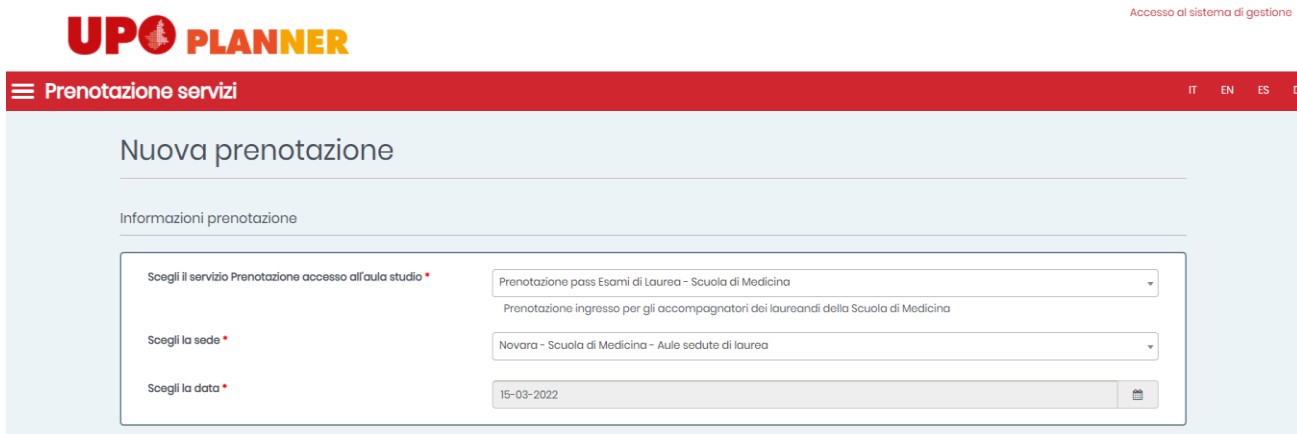 Accesso al sistema di gestione
UPO PLANNER
Prenotazione servizi
IT EN ES
Nuova prenotazione
Informazioni prenotazione
Scegli il servizio Prenotazione accesso all'aula studio *
Prenotazione pass Esami di Laurea - Scuola di Medicina
Prenotazione ingresso per gli accompagnatori dei laureandi della Scuola di Medicina
Scegli la sede *
Novara - Scuola di Medicina - Aule sedute di laurea
Scegli la data *
15-03-2022